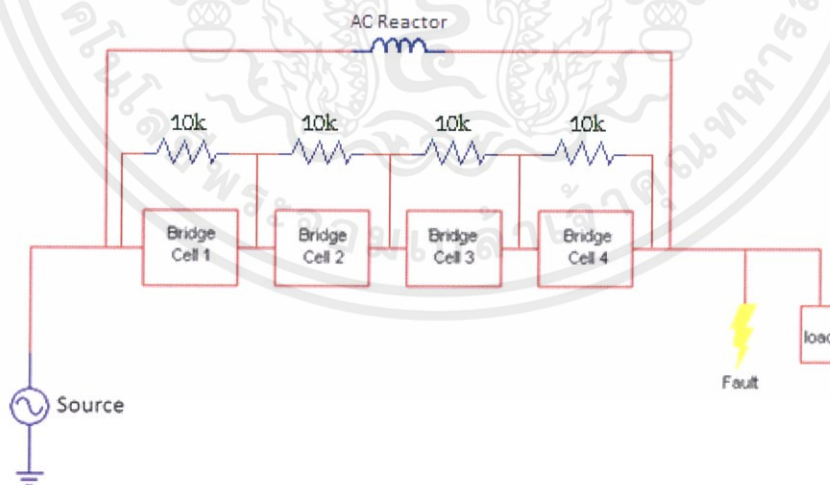 AC Reactor
10k
10k
10k
10k
Bridge
Cell 1
Bridge
Cell 2
Bridge
Cell 3
Bridge
Cell 4
load
Fault
Source